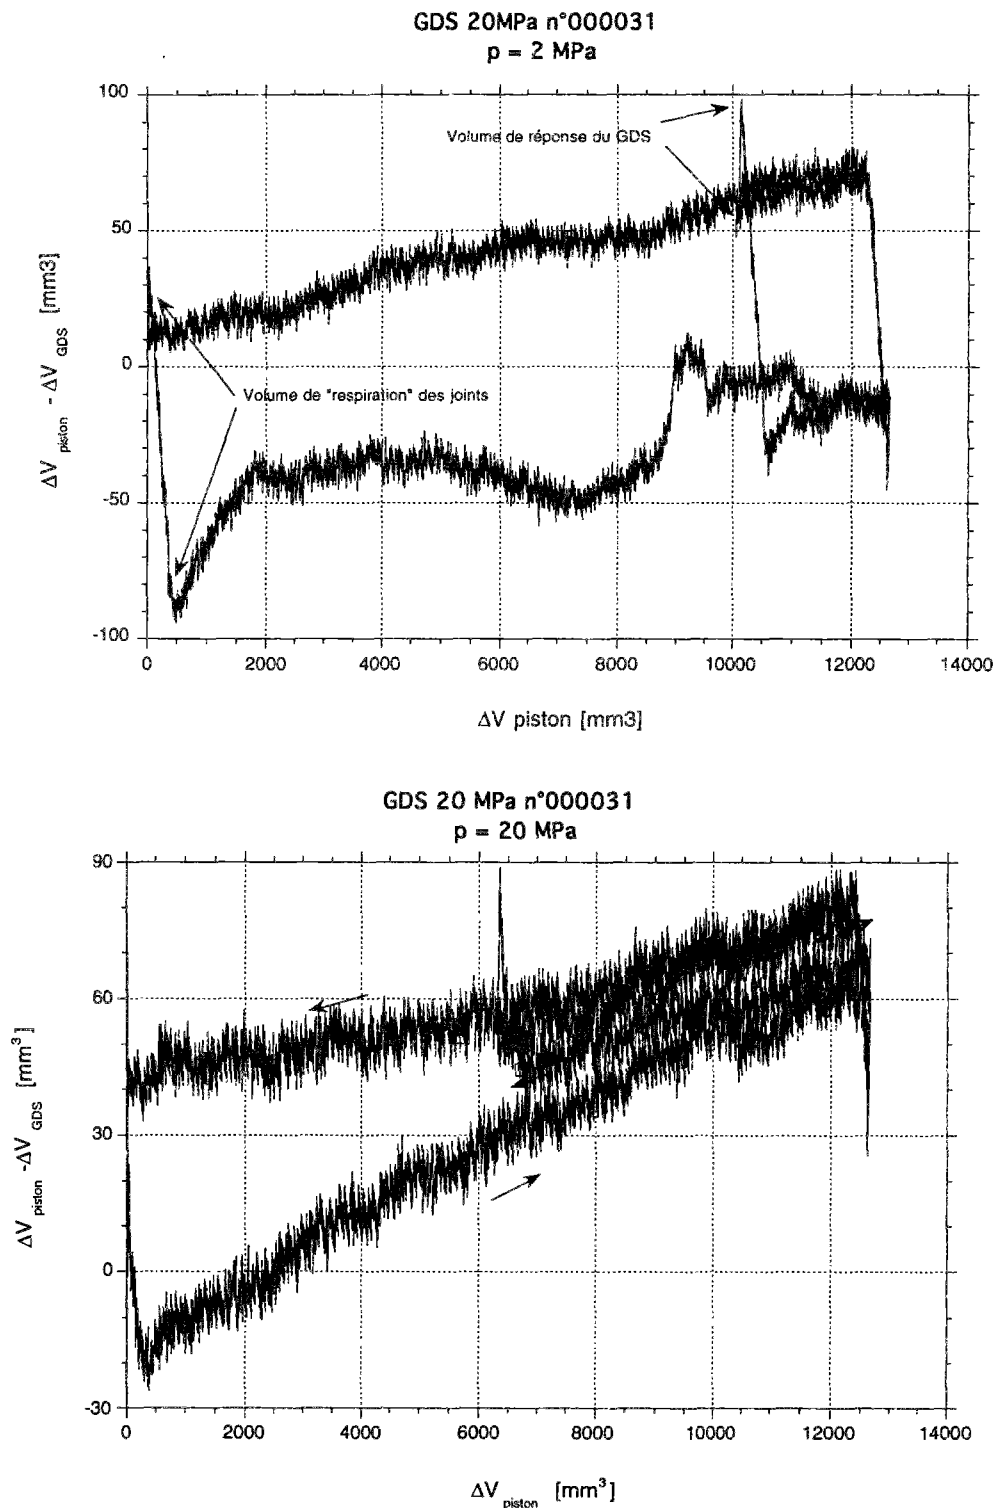 GDS 20MPa n°000031
p = 2 MPa
100
50
0
-50
-100
ΔV piston - ΔV GDS [mm3]
Volume de réponse du GDS
Volume de "respiration" des joints
0 2000 4000 6000 8000 10000 12000 14000
ΔV piston [mm3]
GDS 20 MPa n°000031
p = 20 MPa
90
60
30
0
-30
ΔV piston -ΔV GDS [mm³]
0 2000 4000 6000 8000 10000 12000 14000
ΔV piston [mm³]